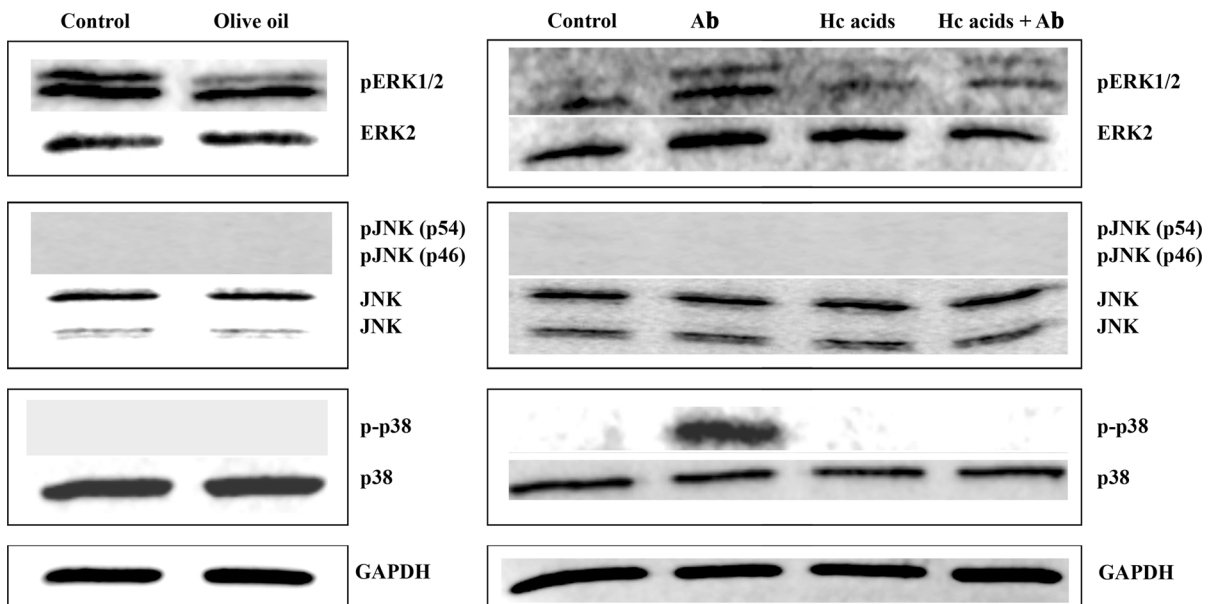 Control Olive oil
pERK1/2
ERK2
pJNK (p54)
pJNK (p46)
JNK
JNK
p-p38
p38
GAPDH
Control Ab Hc acids Hc acids + Ab
pERK1/2
ERK2
pJNK (p54)
pJNK (p46)
JNK
JNK
p-p38
p38
GAPDH